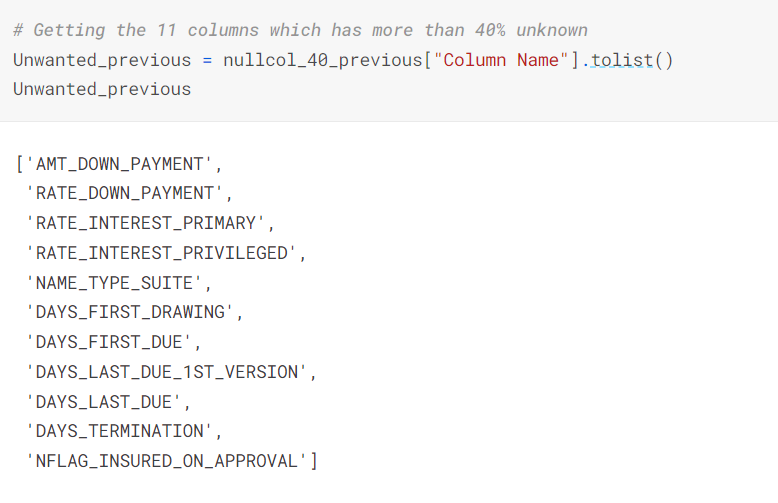 # Getting the 11 columns which has more than 40% unknown
Unwanted_previous = nullcol_40_previous["Column Name"].tolist()
Unwanted_previous
['AMT_DOWN_PAYMENT',
'RATE_DOWN_PAYMENT',
'RATE_INTEREST_PRIMARY',
'RATE_INTEREST_PRIVILEGED',
'NAME_TYPE_SUITE',
'DAYS_FIRST_DRAWING',
'DAYS_FIRST_DUE',
'DAYS_LAST_DUE_1ST_VERSION',
'DAYS_LAST_DUE',
'DAYS_TERMINATION',
'NFLAG_INSURED_ON_APPROVAL']